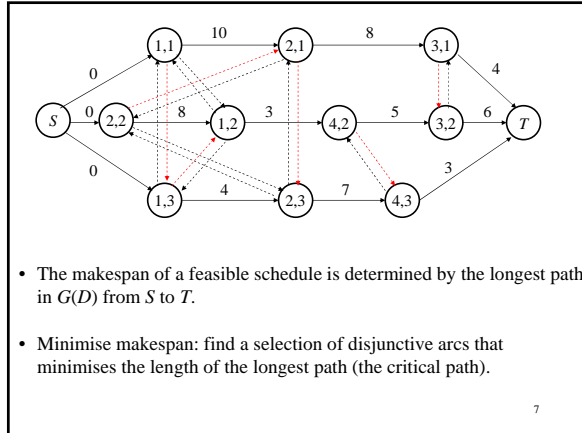 10 8
1,1 2,1 3,1
0 4
0 8 3 5 6
S 2,2 1,2 4,2 3,2 T
0 3
4 7
1,3 2,3 4,3
• The makespan of a feasible schedule is determined by the longest path
in G(D) from S to T.
• Minimise makespan: find a selection of disjunctive arcs that
minimises the length of the longest path (the critical path).
7